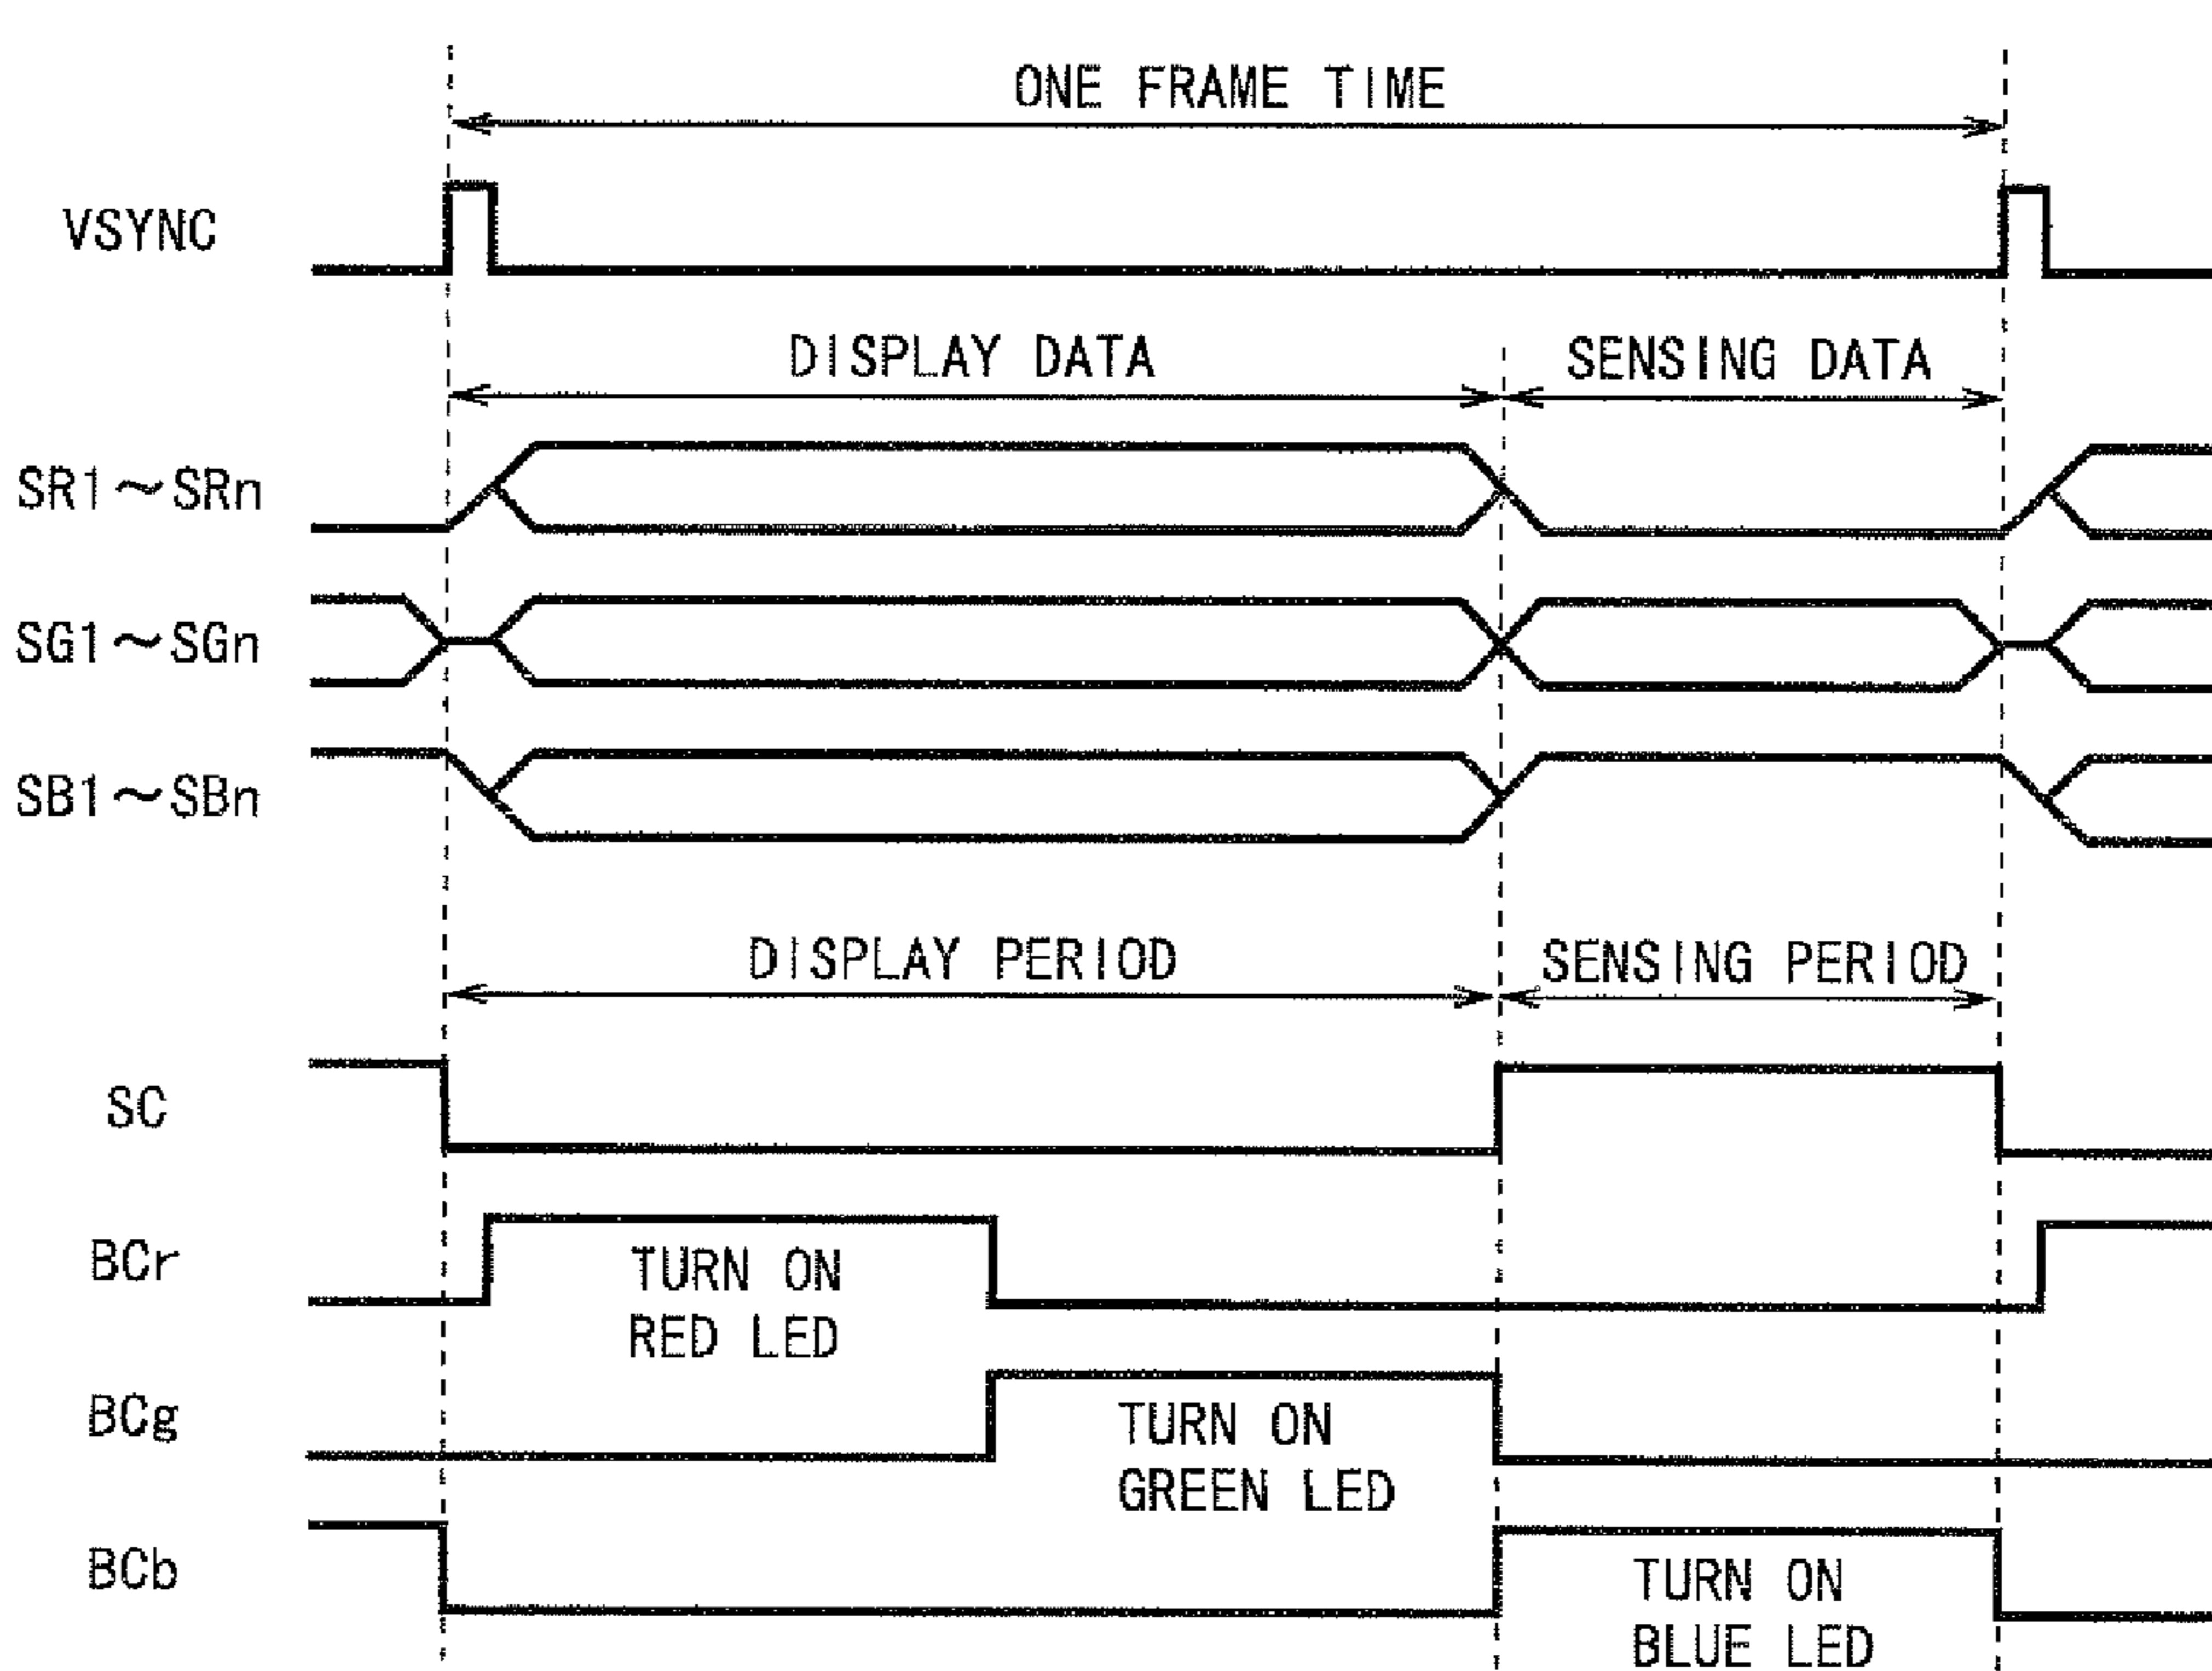 ONE FRAME TIME
VSYNC
DISPLAY DATA
SENSING DATA
SR1～SRn
SG1～SGn
SB1～SBn
DISPLAY PERIOD
SENSING PERIOD
SC
BCr
TURN ON
RED LED
BCg
TURN ON
GREEN LED
BCb
TURN ON
BLUE LED